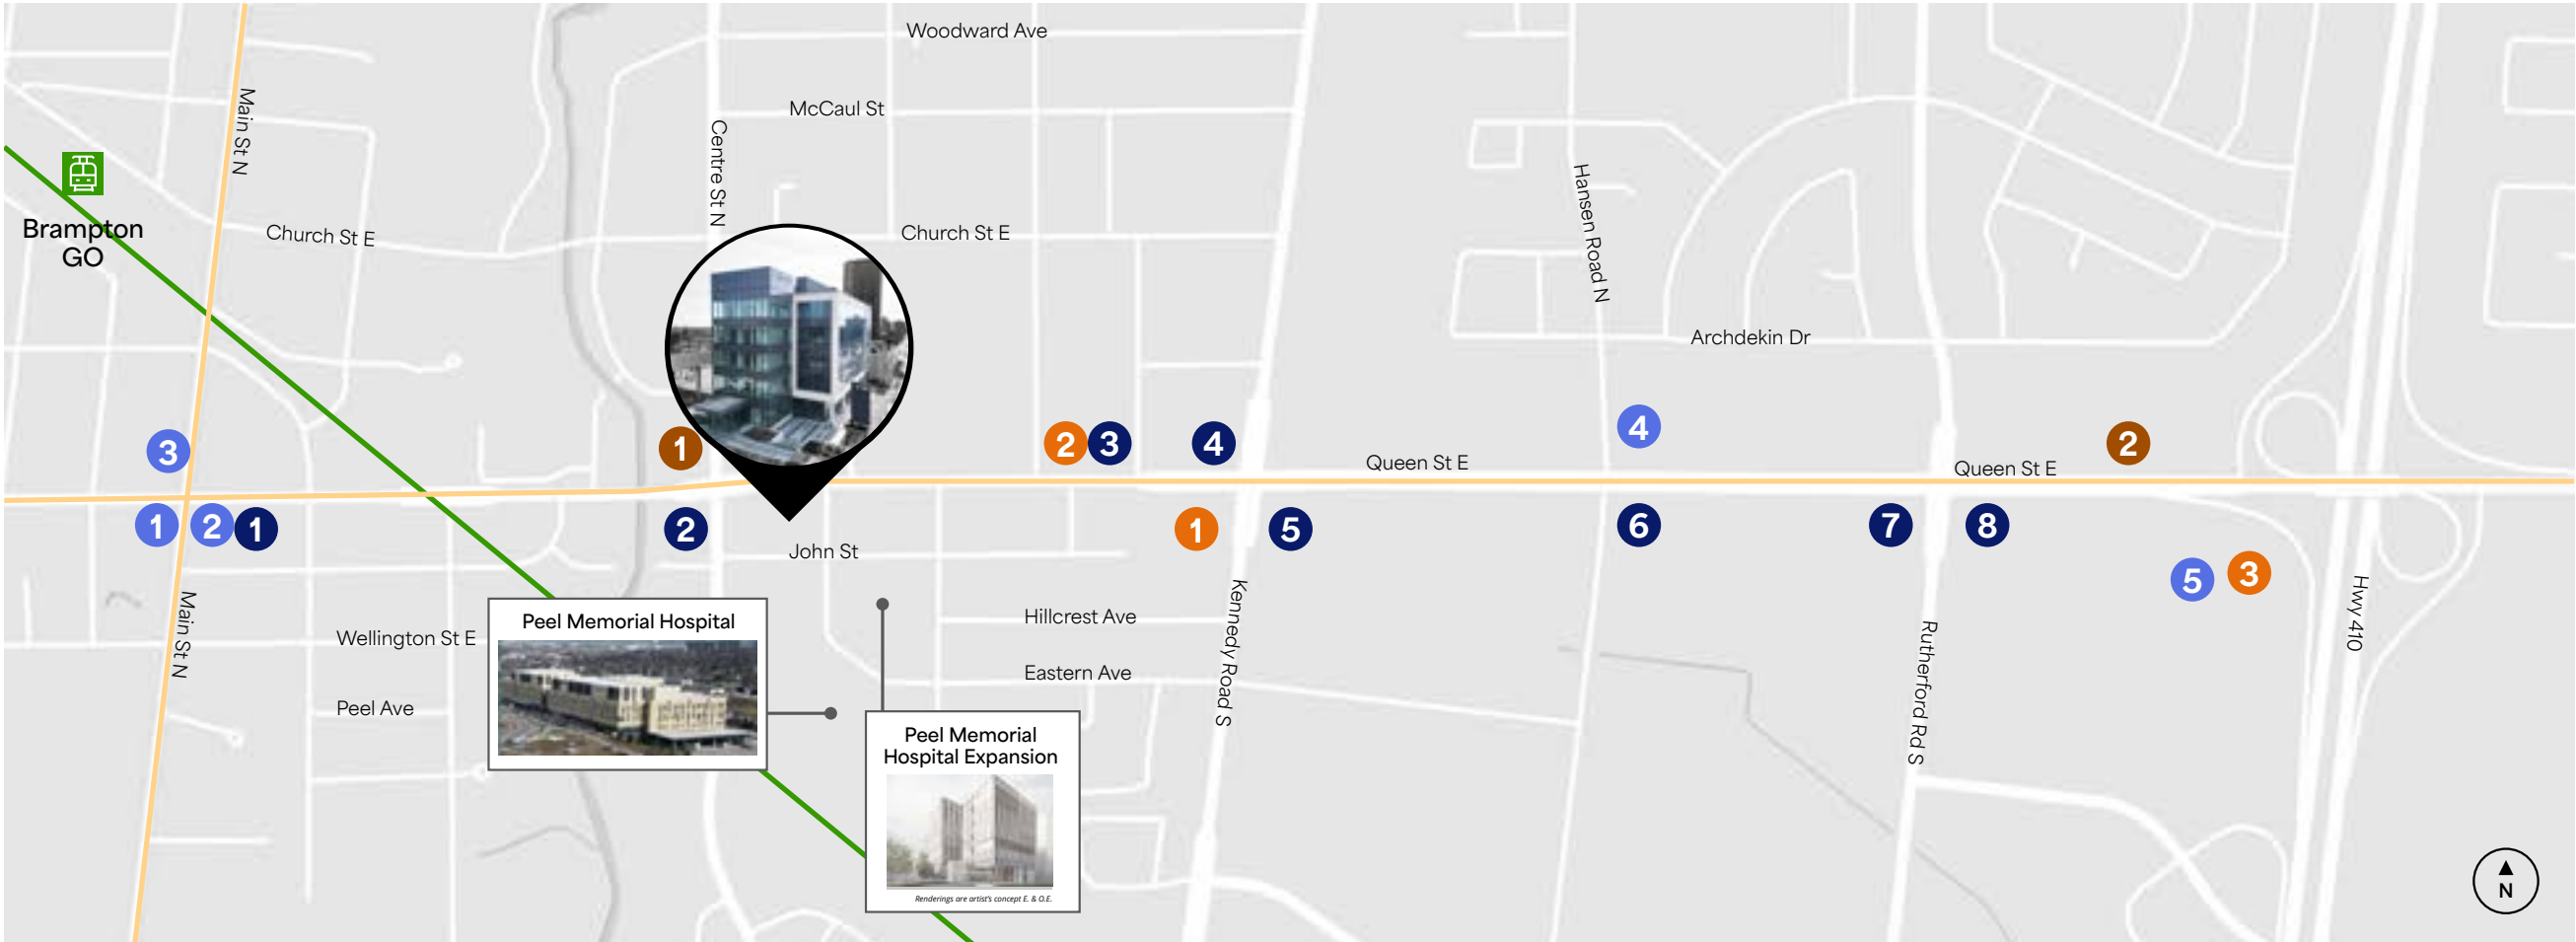 Woodward Ave
Main St N
McCaul St
Centre St N
Hansen Road N
Brampton
GO
Church St E
Church St E
Archdekin Dr
3
1
2
3
4
4
2
Queen St E
Queen St E
1
2
1
2
1
5
6
7
8
John St
5
3
Main St N
Peel Memorial Hospital
Hillcrest Ave
Kennedy Road S
Hwy 410
Wellington St E
Eastern Ave
Rutherford Rd S
Peel Ave
Peel Memorial
Hospital Expansion
Renderings are artist's concept E. & O.E.
N